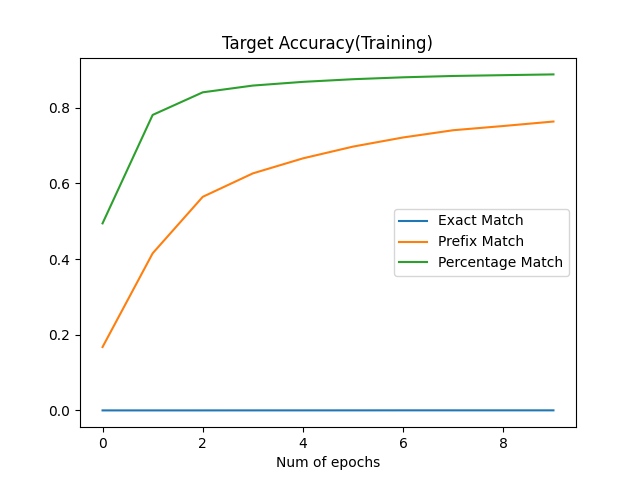 Target Accuracy(Training)
0.8
0.6
0.4
0.2
0.0
Exact Match
Prefix Match
Percentage Match
0 2 4 6 8
Num of epochs